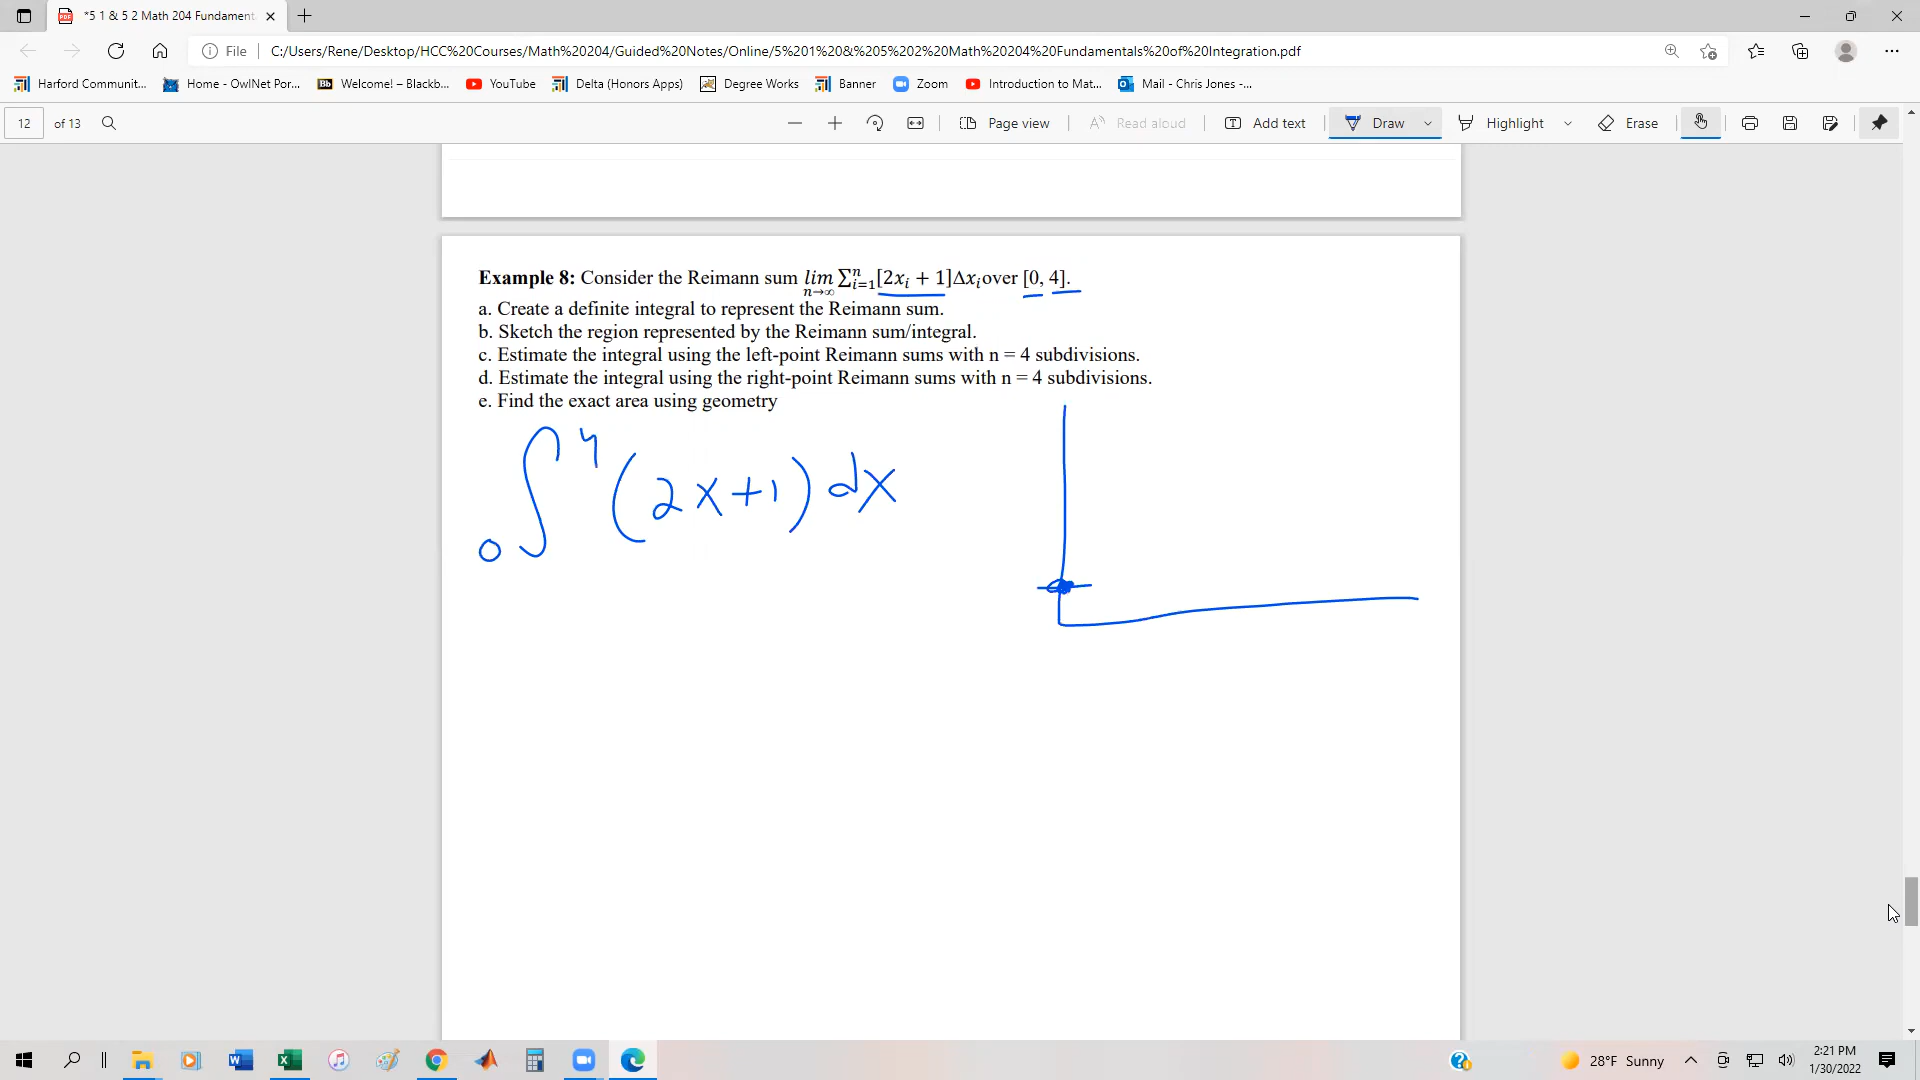 *5 1 & 5 2 Math 204 Fundament
File C:/Users/Rene/Desktop/HCC%20Courses/Math%20204/Guided%20Notes/Online/5%201%20&%205%202%20Math%20204%20Fundamentals%20of%20Integration.pdf
Harford Communit... Home - OwlNet Por... Bb Welcome! – Blackb... YouTube Delta (Honors Apps) Degree Works Banner Zoom Introduction to Mat... Mail - Chris Jones -...
12 of 13 Page view Read aloud Add text Draw Highlight Erase
Example 8: Consider the Reimann sum lim n→∞ ∑ⁿᵢ₌₁[2xᵢ + 1]Δxᵢover [0, 4].
a. Create a definite integral to represent the Reimann sum.
b. Sketch the region represented by the Reimann sum/integral.
c. Estimate the integral using the left-point Reimann sums with n = 4 subdivisions.
d. Estimate the integral using the right-point Reimann sums with n = 4 subdivisions.
e. Find the exact area using geometry
∫₀⁴ (2x+1) dx
28°F Sunny 2:21 PM
1/30/2022